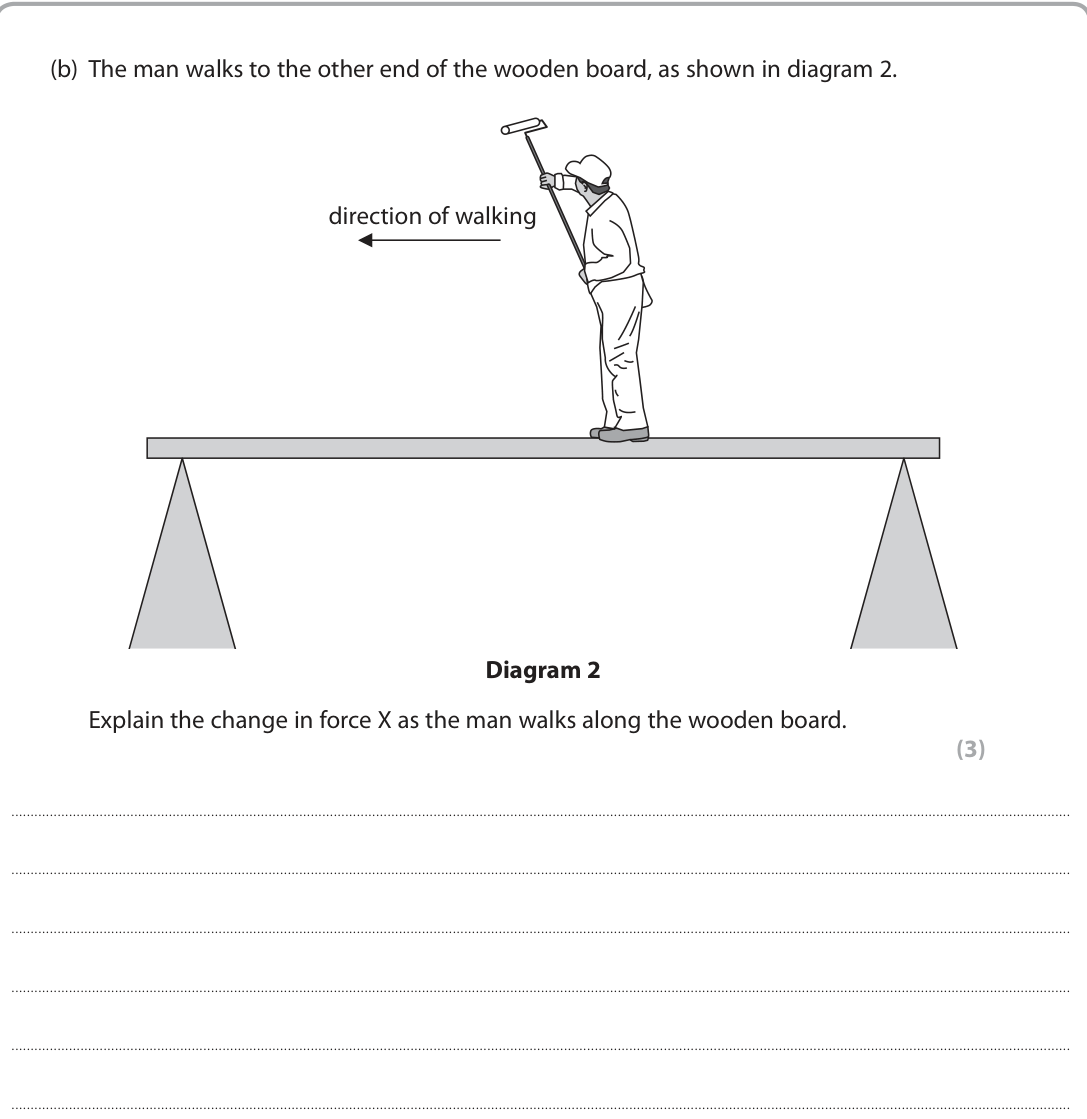 (b) The man walks to the other end of the wooden board, as shown in diagram 2.
direction of walking
Diagram 2
Explain the change in force X as the man walks along the wooden board.
(3)